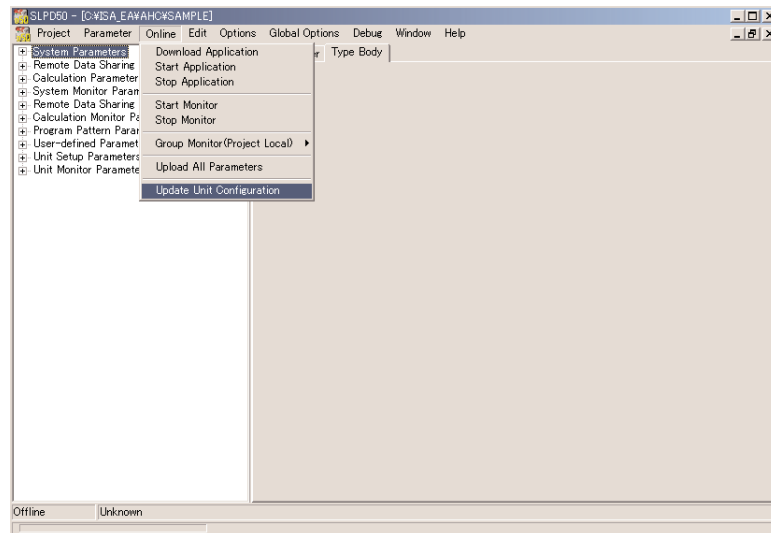 SLPD50 - [C:¥ISA_EA¥AHC¥SAMPLE]
Project Parameter Online Edit Options Global Options Debug Window Help
System Parameters
Remote Data Sharing
Calculation Parameter
System Monitor Param
Remote Data Sharing
Calculation Monitor Pa
Program Pattern Parar
User-defined Paramet
Unit Setup Parameters
Unit Monitor Paramete
Download Application
Start Application
Stop Application
Start Monitor
Stop Monitor
Group Monitor(Project Local)
Upload All Parameters
Update Unit Configuration
r Type Body
Offline Unknown